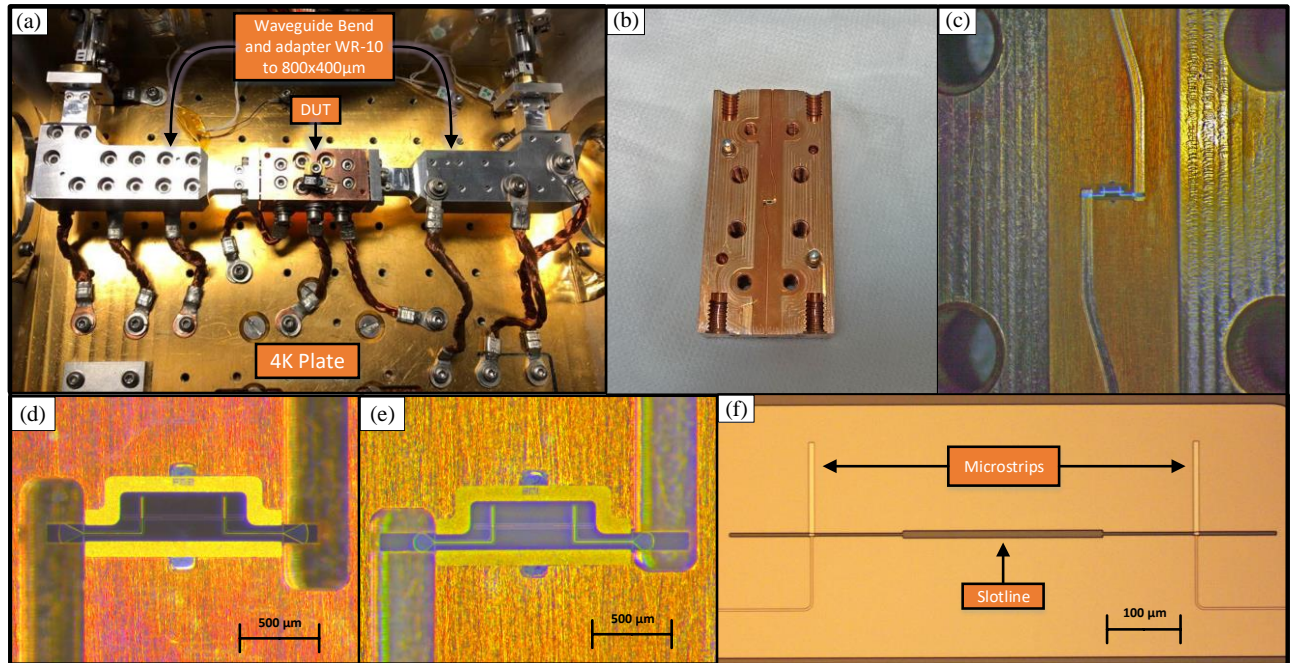 (a)
Waveguide Bend
and adapter WR-10
to 800x400μm
DUT
4K Plate
(b)
(c)
(d)
500 μm
(e)
500 μm
(f)
Microstrips
Slotline
100 μm